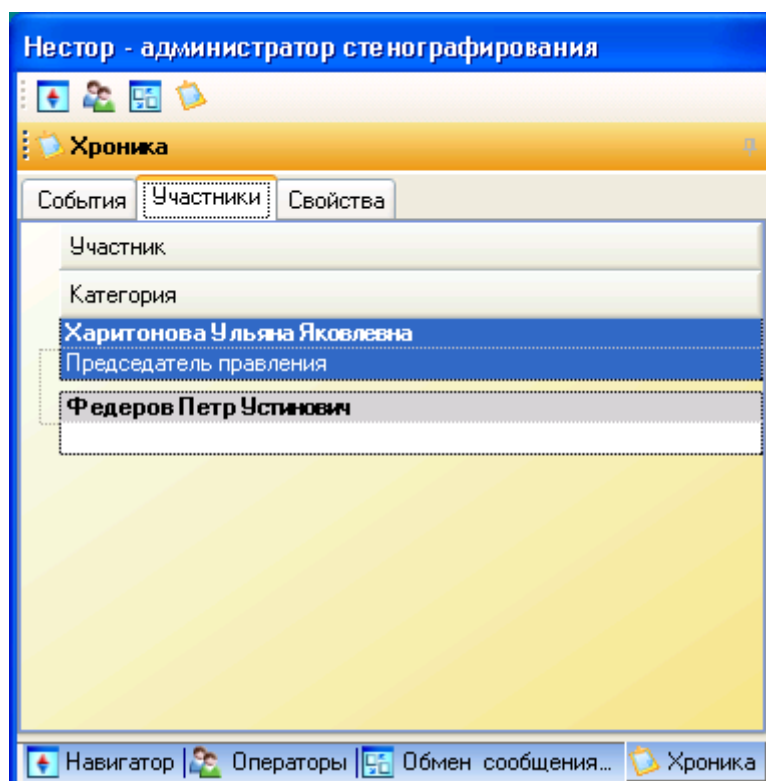 Нестор - администратор стенографирования
Хроника
События Участники Свойства
Участник
Категория
Харитонова Ульяна Яковлевна
Председатель правления
Федеров Петр Устинович
Навигатор Операторы Обмен сообщения... Хроника